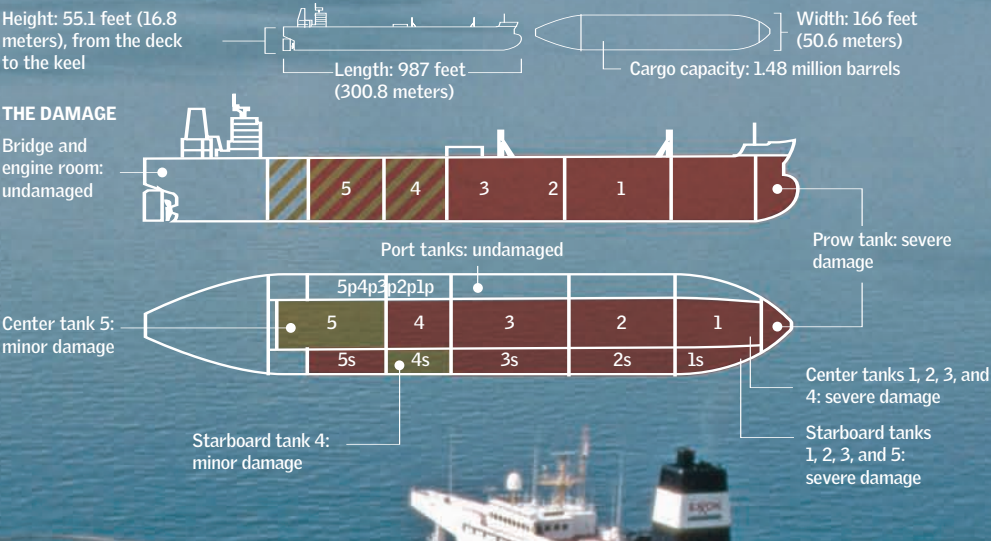 Height: 55.1 feet (16.8
meters), from the deck
to the keel
Length: 987 feet
(300.8 meters)
Width: 166 feet
(50.6 meters)
Cargo capacity: 1.48 million barrels
THE DAMAGE
Bridge and
engine room:
undamaged
5 4 3 2 1
Prow tank: severe
damage
Port tanks: undamaged
5p4p3p2p1p
Center tank 5:
minor damage
5 4 3 2 1
5s 4s 3s 2s 1s
Center tanks 1, 2, 3, and
4: severe damage
Starboard tank 4:
minor damage
Starboard tanks
1, 2, 3, and 5:
severe damage
EXXON